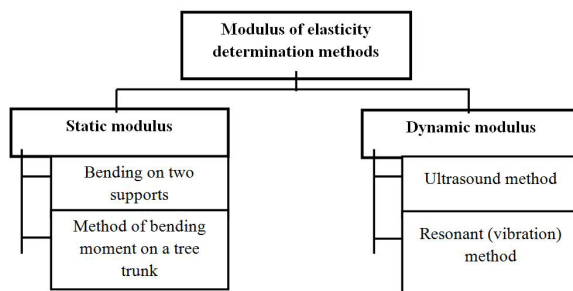 Modulus of elasticity
determination methods
Static modulus
Bending on two
supports
Method of bending
moment on a tree
trunk
Dynamic modulus
Ultrasound method
Resonant (vibration)
method